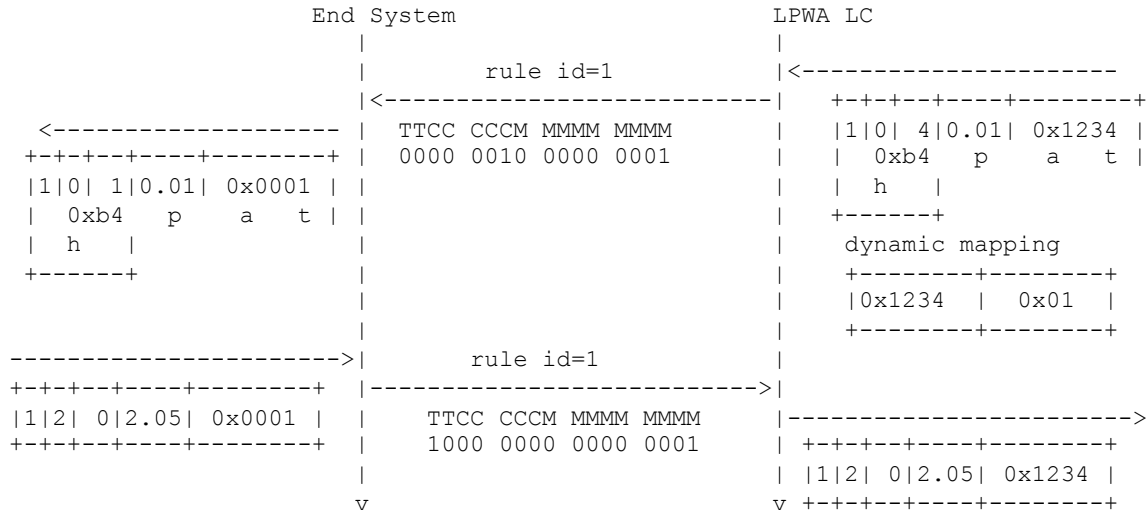 End System                      LPWA LC
                         |                            |
                         |       rule id=1            |<----------------------
                         |<---------------------------|   +-+-+--+----+--------+
  <-------------------- |  TTCC CCCM MMMM MMMM       |   |1|0| 4|0.01| 0x1234 |
 +-+-+--+----+--------+ |  0000 0010 0000 0001       |   |  0xb4   p    a   t |
 |1|0| 1|0.01| 0x0001 | |                            |   |  h   |
 |  0xb4   p    a   t | |                            |   +------+
 |  h   |               |                            |    dynamic mapping
 +------+               |                            |    +--------+--------+
                        |                            |    |0x1234  |  0x01  |
                        |                            |    +--------+--------+
----------------------->|       rule id=1            |
+-+-+--+----+--------+  |--------------------------->|
|1|2| 0|2.05| 0x0001 |  |    TTCC CCCM MMMM MMMM     |------------------------>
+-+-+--+----+--------+  |    1000 0000 0000 0001     | +-+-+--+----+--------+
                        |                            | |1|2| 0|2.05| 0x1234 |
                        v                            v +-+-+--+----+--------+